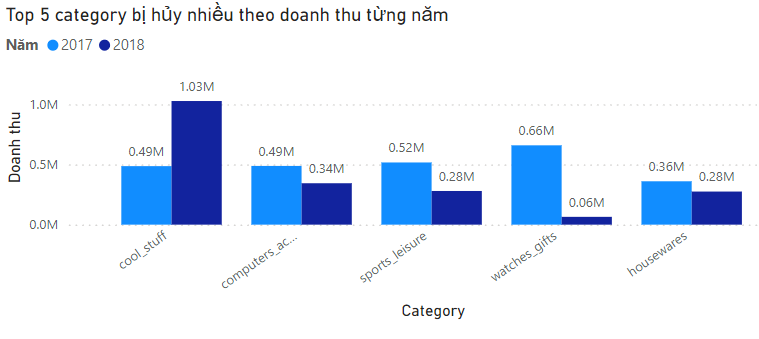 Top 5 category bị hủy nhiều theo doanh thu từng năm
Năm 2017 2018
Doanh thu
1.0M
0.5M
0.0M
0.49M 1.03M
0.49M 0.34M
0.52M 0.28M
0.66M 0.06M
0.36M 0.28M
cool_stuff
computers_ac...
sports_leisure
watches_gifts
housewares
Category